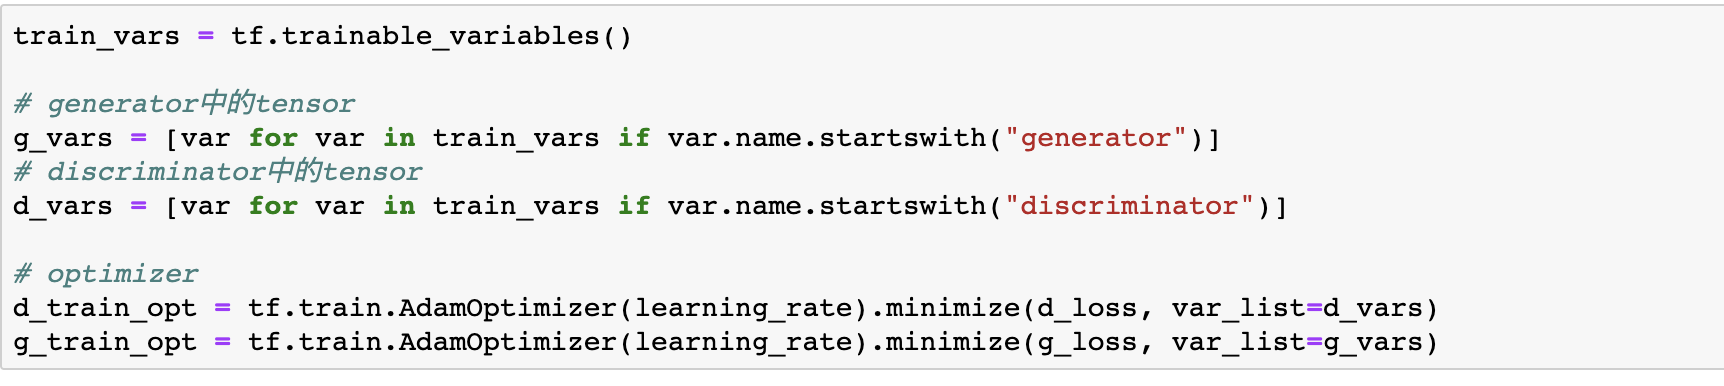 train_vars = tf.trainable_variables()
# generator中的tensor
g_vars = [var for var in train_vars if var.name.startswith("generator")]
# discriminator中的tensor
d_vars = [var for var in train_vars if var.name.startswith("discriminator")]
# optimizer
d_train_opt = tf.train.AdamOptimizer(learning_rate).minimize(d_loss, var_list=d_vars)
g_train_opt = tf.train.AdamOptimizer(learning_rate).minimize(g_loss, var_list=g_vars)